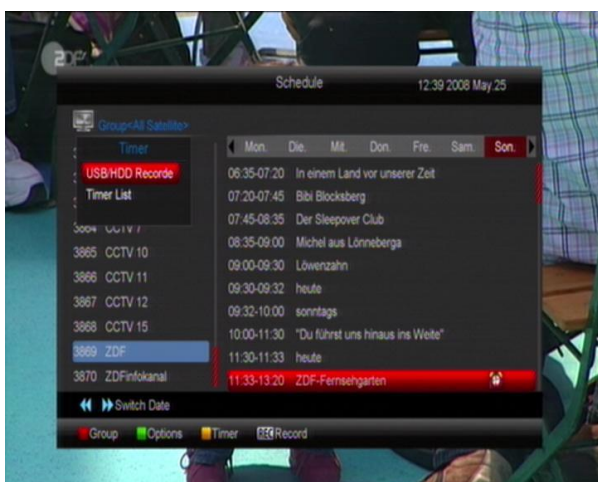 ZDF
Schedule
12:39 2008 May.25
Group<All Satellite>
Timer
USB/HDD Recorde
Timer List
Mon. Die. Mit. Don. Fre. Sam. Son.
06:35-07:20 In einem Land vor unserer Zeit
07:20-07:45 Bibi Blocksberg
07:45-08:35 Der Sleepover Club
08:35-09:00 Michel aus Lönneberga
09:00-09:30 Löwenzahn
09:30-09:32 heute
09:32-10:00 sonntags
10:00-11:30 "Du führst uns hinaus ins Weite"
11:30-11:33 heute
11:33-13:20 ZDF-Fernsehgarten
3864 CCTV 7
3865 CCTV 10
3866 CCTV 11
3867 CCTV 12
3868 CCTV 15
3869 ZDF
3870 ZDFinfokanal
Switch Date
Group Options Timer REC Record